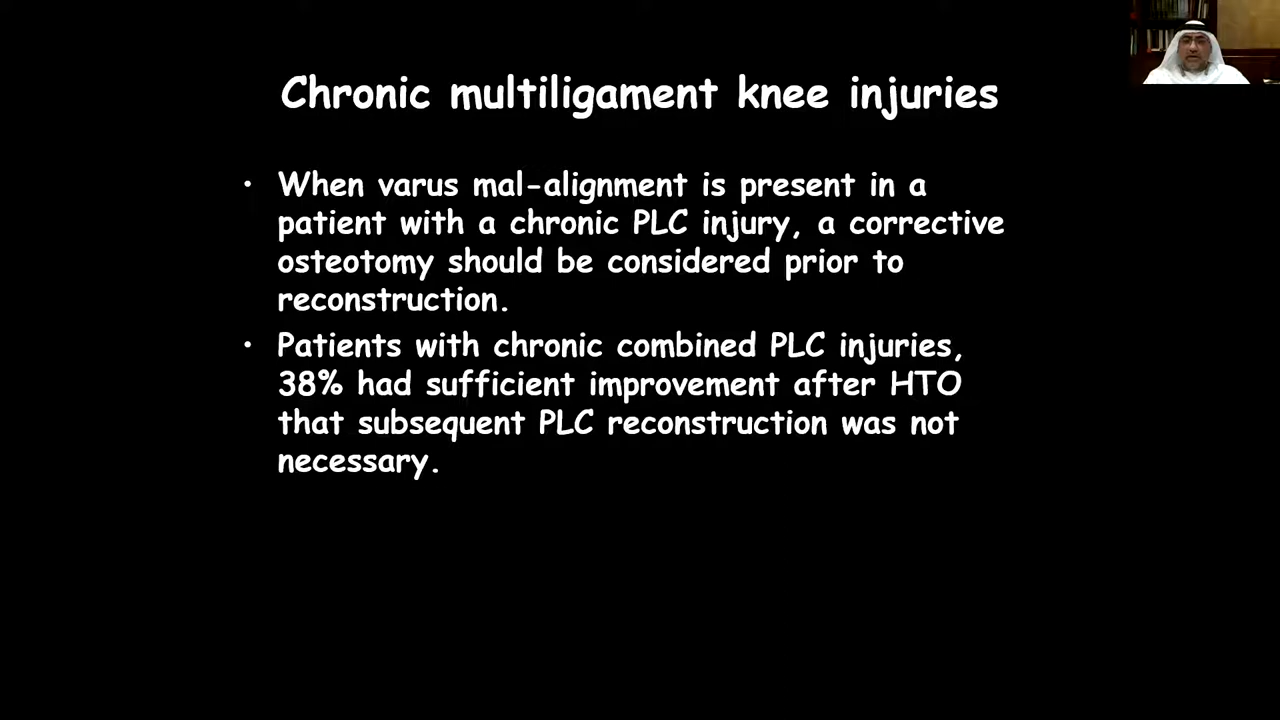 Chronic multiligament knee injuries
• When varus mal-alignment is present in a
patient with a chronic PLC injury, a corrective
osteotomy should be considered prior to
reconstruction.
• Patients with chronic combined PLC injuries,
38% had sufficient improvement after HTO
that subsequent PLC reconstruction was not
necessary.